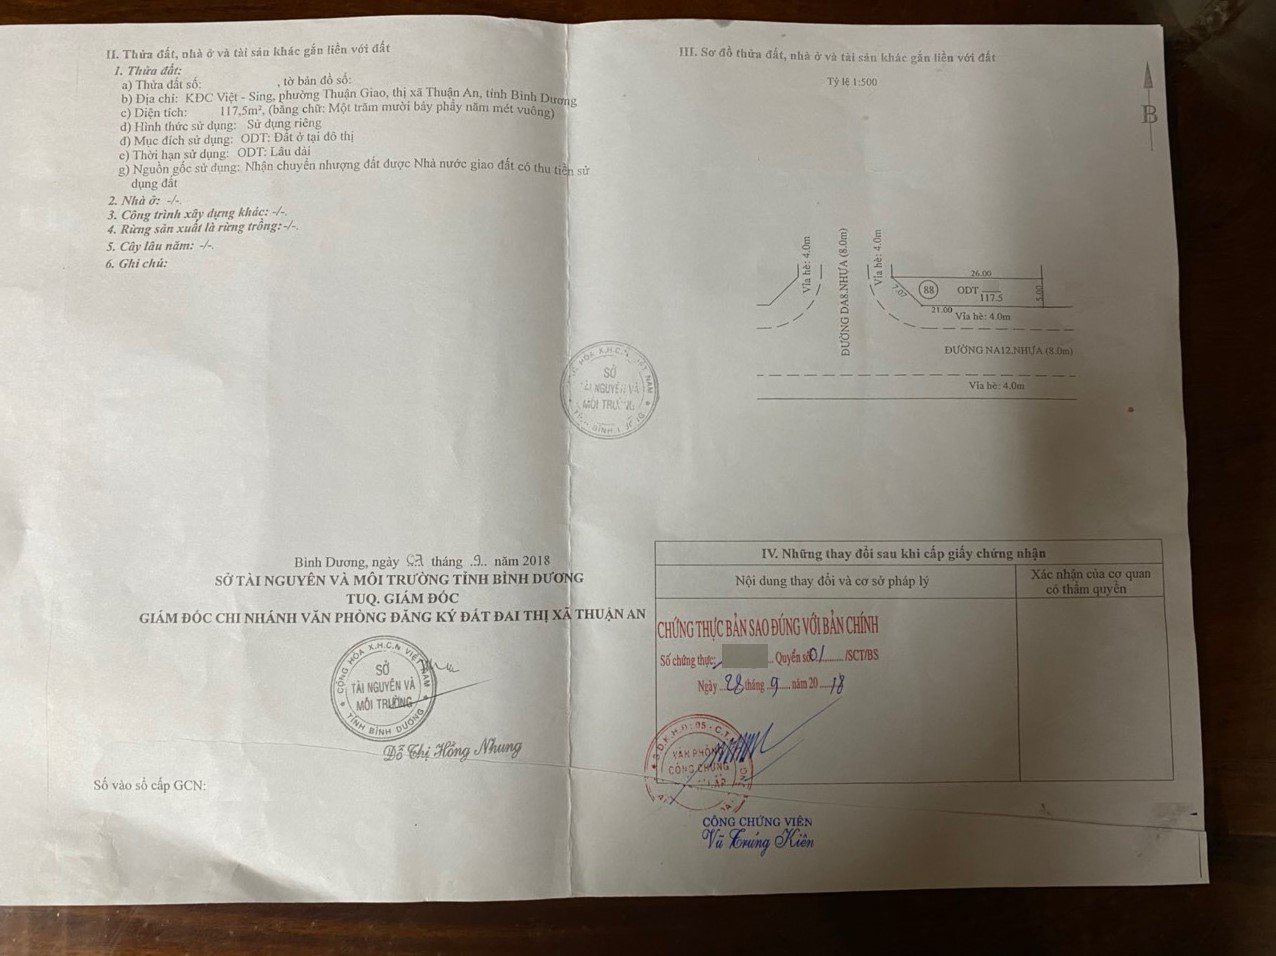 II. Thửa đất, nhà ở và tài sản khác gắn liền với đất
1. Thửa đất:
a) Thửa đất số: , tờ bản đồ số:
b) Địa chỉ: KĐC Việt - Sing, phường Thuận Giao, thị xã Thuận An, tỉnh Bình Dương
c) Diện tích: 117,5m², (bằng chữ: Một trăm mười bảy phẩy năm mét vuông)
d) Hình thức sử dụng: Sử dụng riêng
đ) Mục đích sử dụng: ODT: Đất ở tại đô thị
e) Thời hạn sử dụng: ODT: Lâu dài
g) Nguồn gốc sử dụng: Nhận chuyển nhượng đất được Nhà nước giao đất có thu tiền sử
dụng đất
2. Nhà ở: -/-.
3. Công trình xây dựng khác: -/-.
4. Rừng sản xuất là rừng trồng: -/-.
5. Cây lâu năm: -/-.
6. Ghi chú:
Bình Dương, ngày 07 tháng .9.. năm 2018
SỞ TÀI NGUYÊN VÀ MÔI TRƯỜNG TỈNH BÌNH DƯƠNG
TUQ. GIÁM ĐỐC
GIÁM ĐỐC CHI NHÁNH VĂN PHÒNG ĐĂNG KÝ ĐẤT ĐAI THỊ XÃ THUẬN AN
CỘNG HÒA X.H.C.N VIỆT NAM
SỞ
TÀI NGUYÊN VÀ
MÔI TRƯỜNG
TỈNH BÌNH DƯƠNG
Đỗ Thị Hồng Nhung
Số vào sổ cấp GCN:
SỞ
TÀI NGUYÊN VÀ
MÔI TRƯỜNG
III. Sơ đồ thửa đất, nhà ở và tài sản khác gắn liền với đất
Tỷ lệ 1:500
B
Vỉa hè: 4.0m
ĐƯỜNG DA8.NHỰA (8.0m)
Vỉa hè: 4.0m
26.00
7.07
88
ODT
117.5
5.00
21.00
Vỉa hè: 4.0m
ĐƯỜNG NA12.NHỰA (8.0m)
Vỉa hè: 4.0m
IV. Những thay đổi sau khi cấp giấy chứng nhận
Nội dung thay đổi và cơ sở pháp lý
Xác nhận của cơ quan
có thẩm quyền
CHỨNG THỰC BẢN SAO ĐÚNG VỚI BẢN CHÍNH
Số chứng thực: Quyển số 01 /SCT/BS
Ngày 28 tháng 9 năm 20 18
VĂN PHÒNG
CÔNG CHỨNG
CÔNG CHỨNG VIÊN
Vũ Trung Kiên